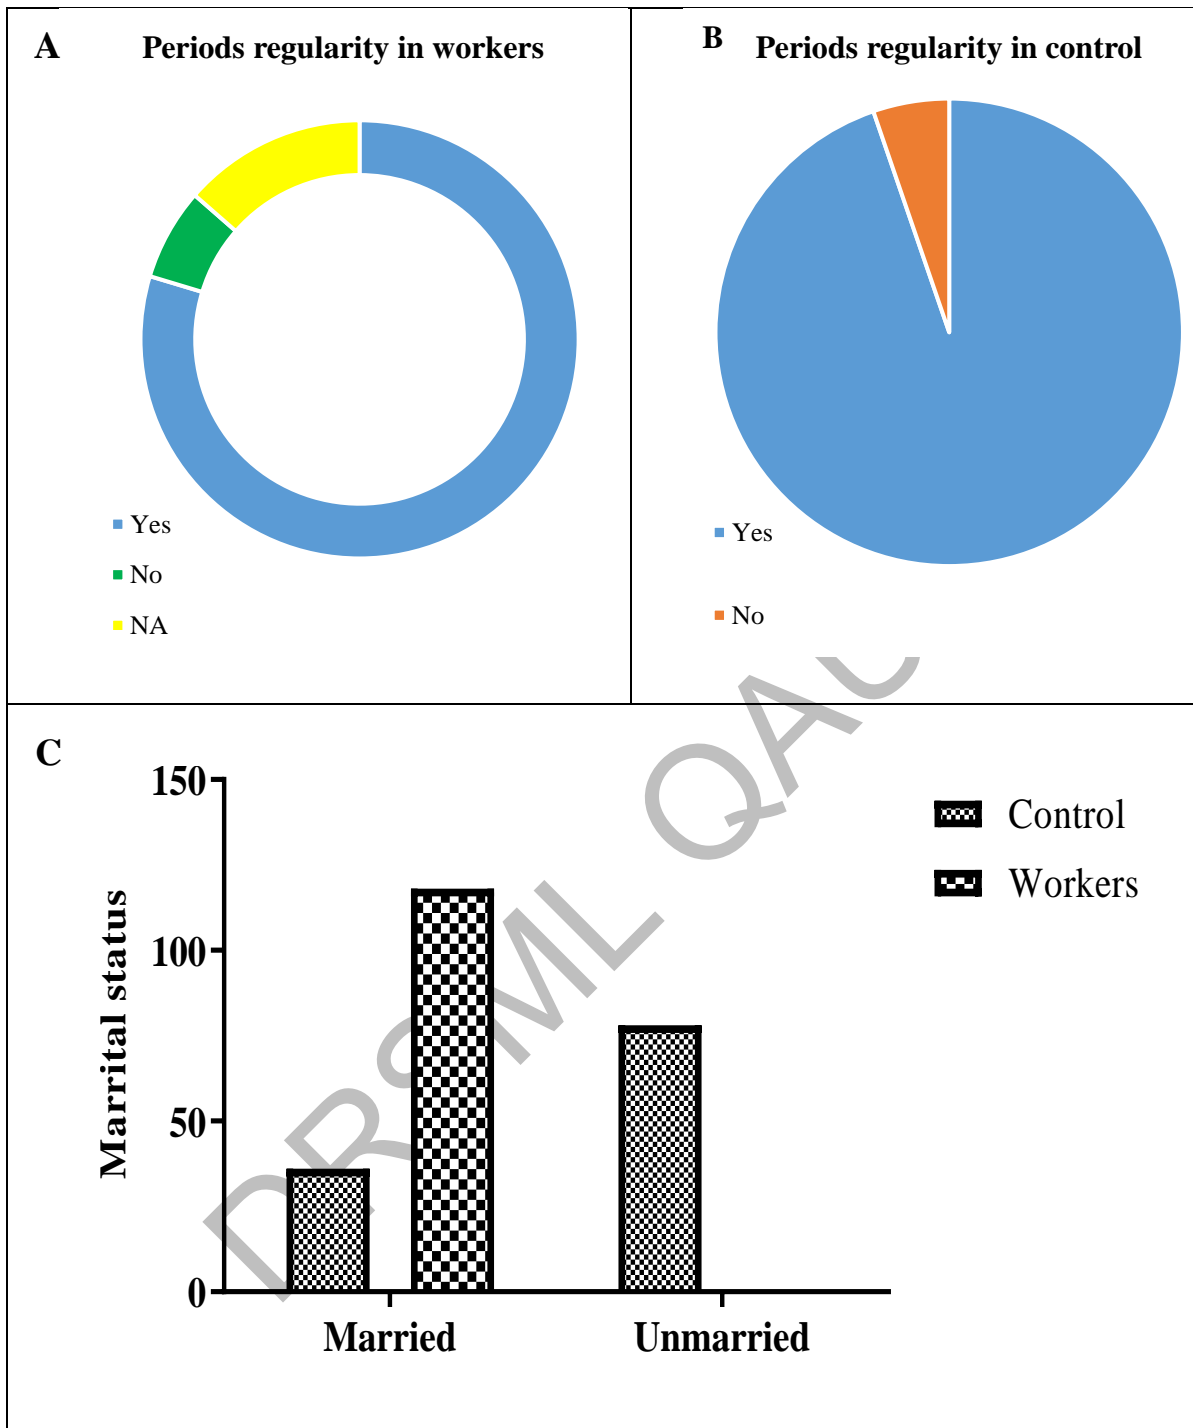 A
Periods regularity in workers
Yes
No
NA
B
Periods regularity in control
Yes
No
C
150
100
50
0
Marrital status
Married
Unmarried
Control
Workers
DRSML QAU